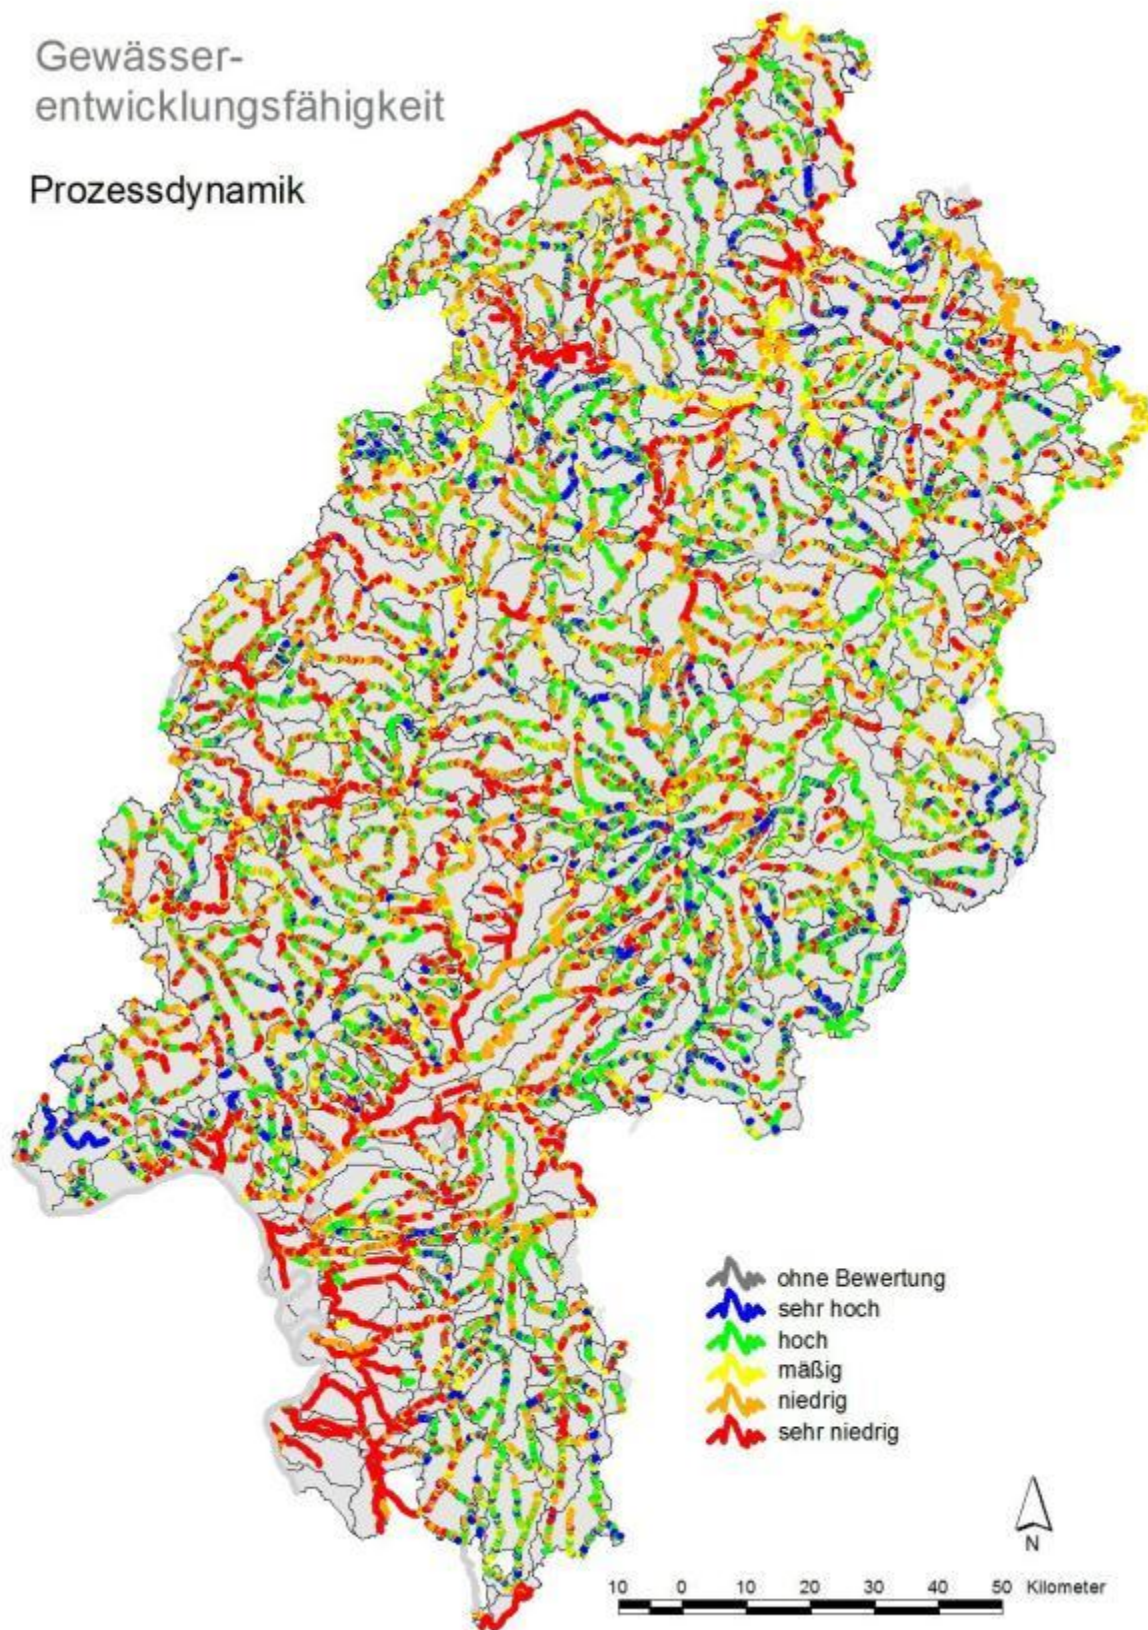 Gewässer-
entwicklungsfähigkeit
Prozessdynamik
ohne Bewertung
sehr hoch
hoch
mäßig
niedrig
sehr niedrig
N
10 0 10 20 30 40 50 Kilometer